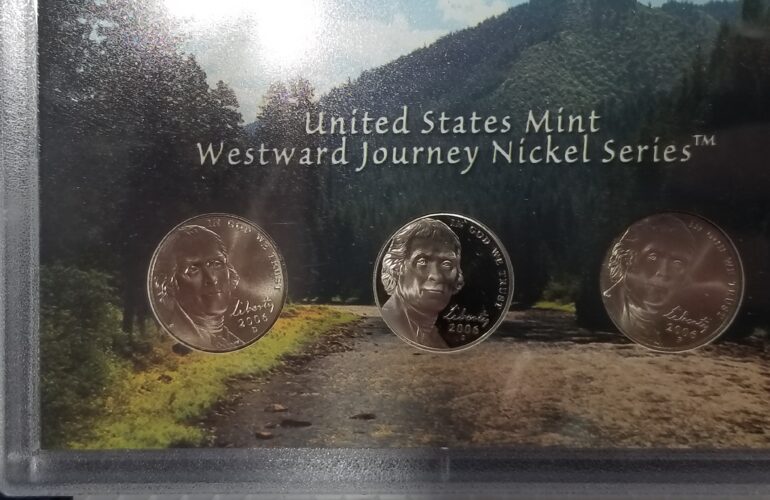 United States Mint
Westward Journey Nickel Series™
IN GOD WE TRUST
Liberty
2006
IN GOD WE TRUST
Liberty
2006
S
IN GOD WE TRUST
Liberty
2006